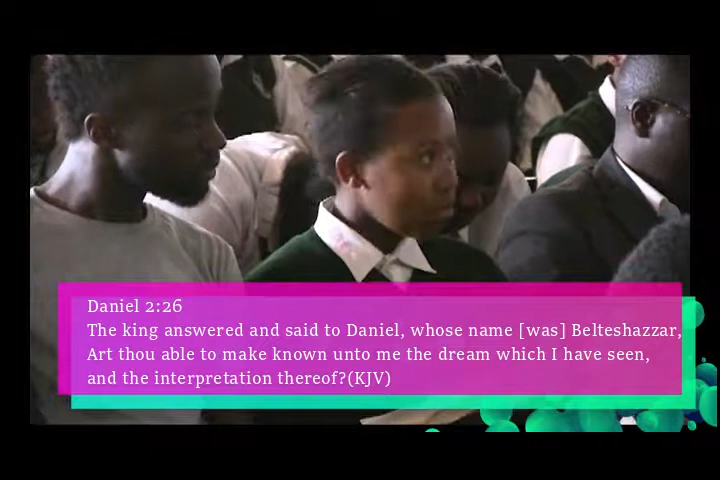 Daniel 2:26
The king answered and said to Daniel, whose name [was] Belteshazzar,
Art thou able to make known unto me the dream which I have seen,
and the interpretation thereof?(KJV)